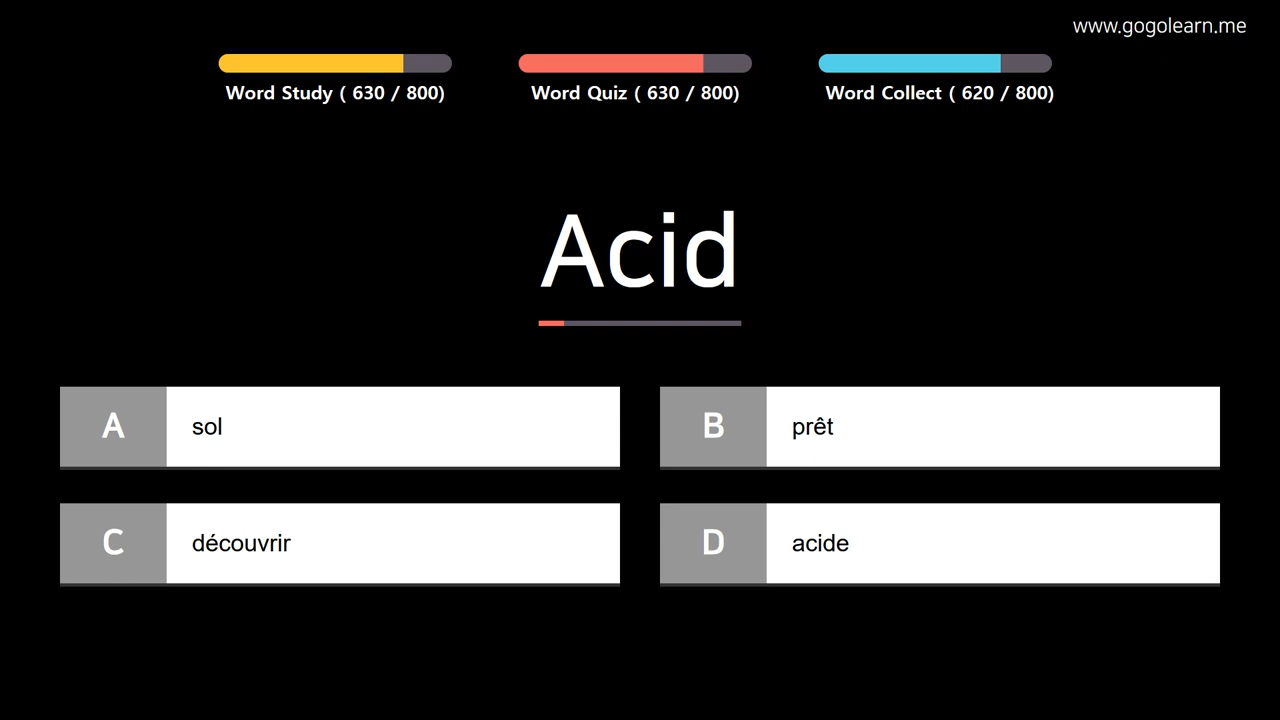 www.gogolearn.me
Word Study ( 630 / 800)
Word Quiz ( 630 / 800)
Word Collect ( 620 / 800)
Acid
A
sol
B
prêt
C
découvrir
D
acide